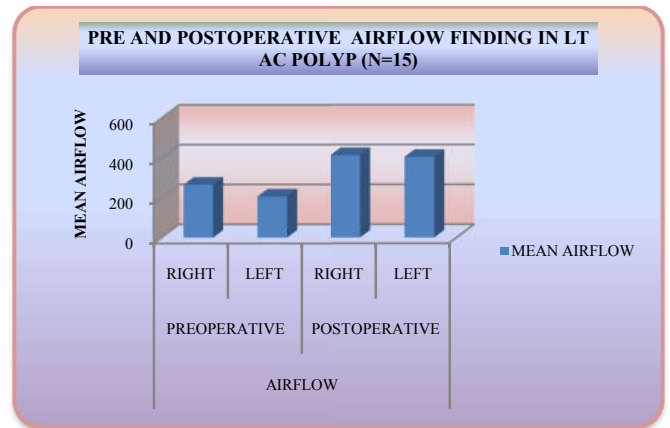 PRE AND POSTOPERATIVE AIRFLOW FINDING IN LT
AC POLYP (N=15)
MEAN AIRFLOW
600
400
200
0
RIGHT LEFT RIGHT LEFT
PREOPERATIVE POSTOPERATIVE
AIRFLOW
MEAN AIRFLOW